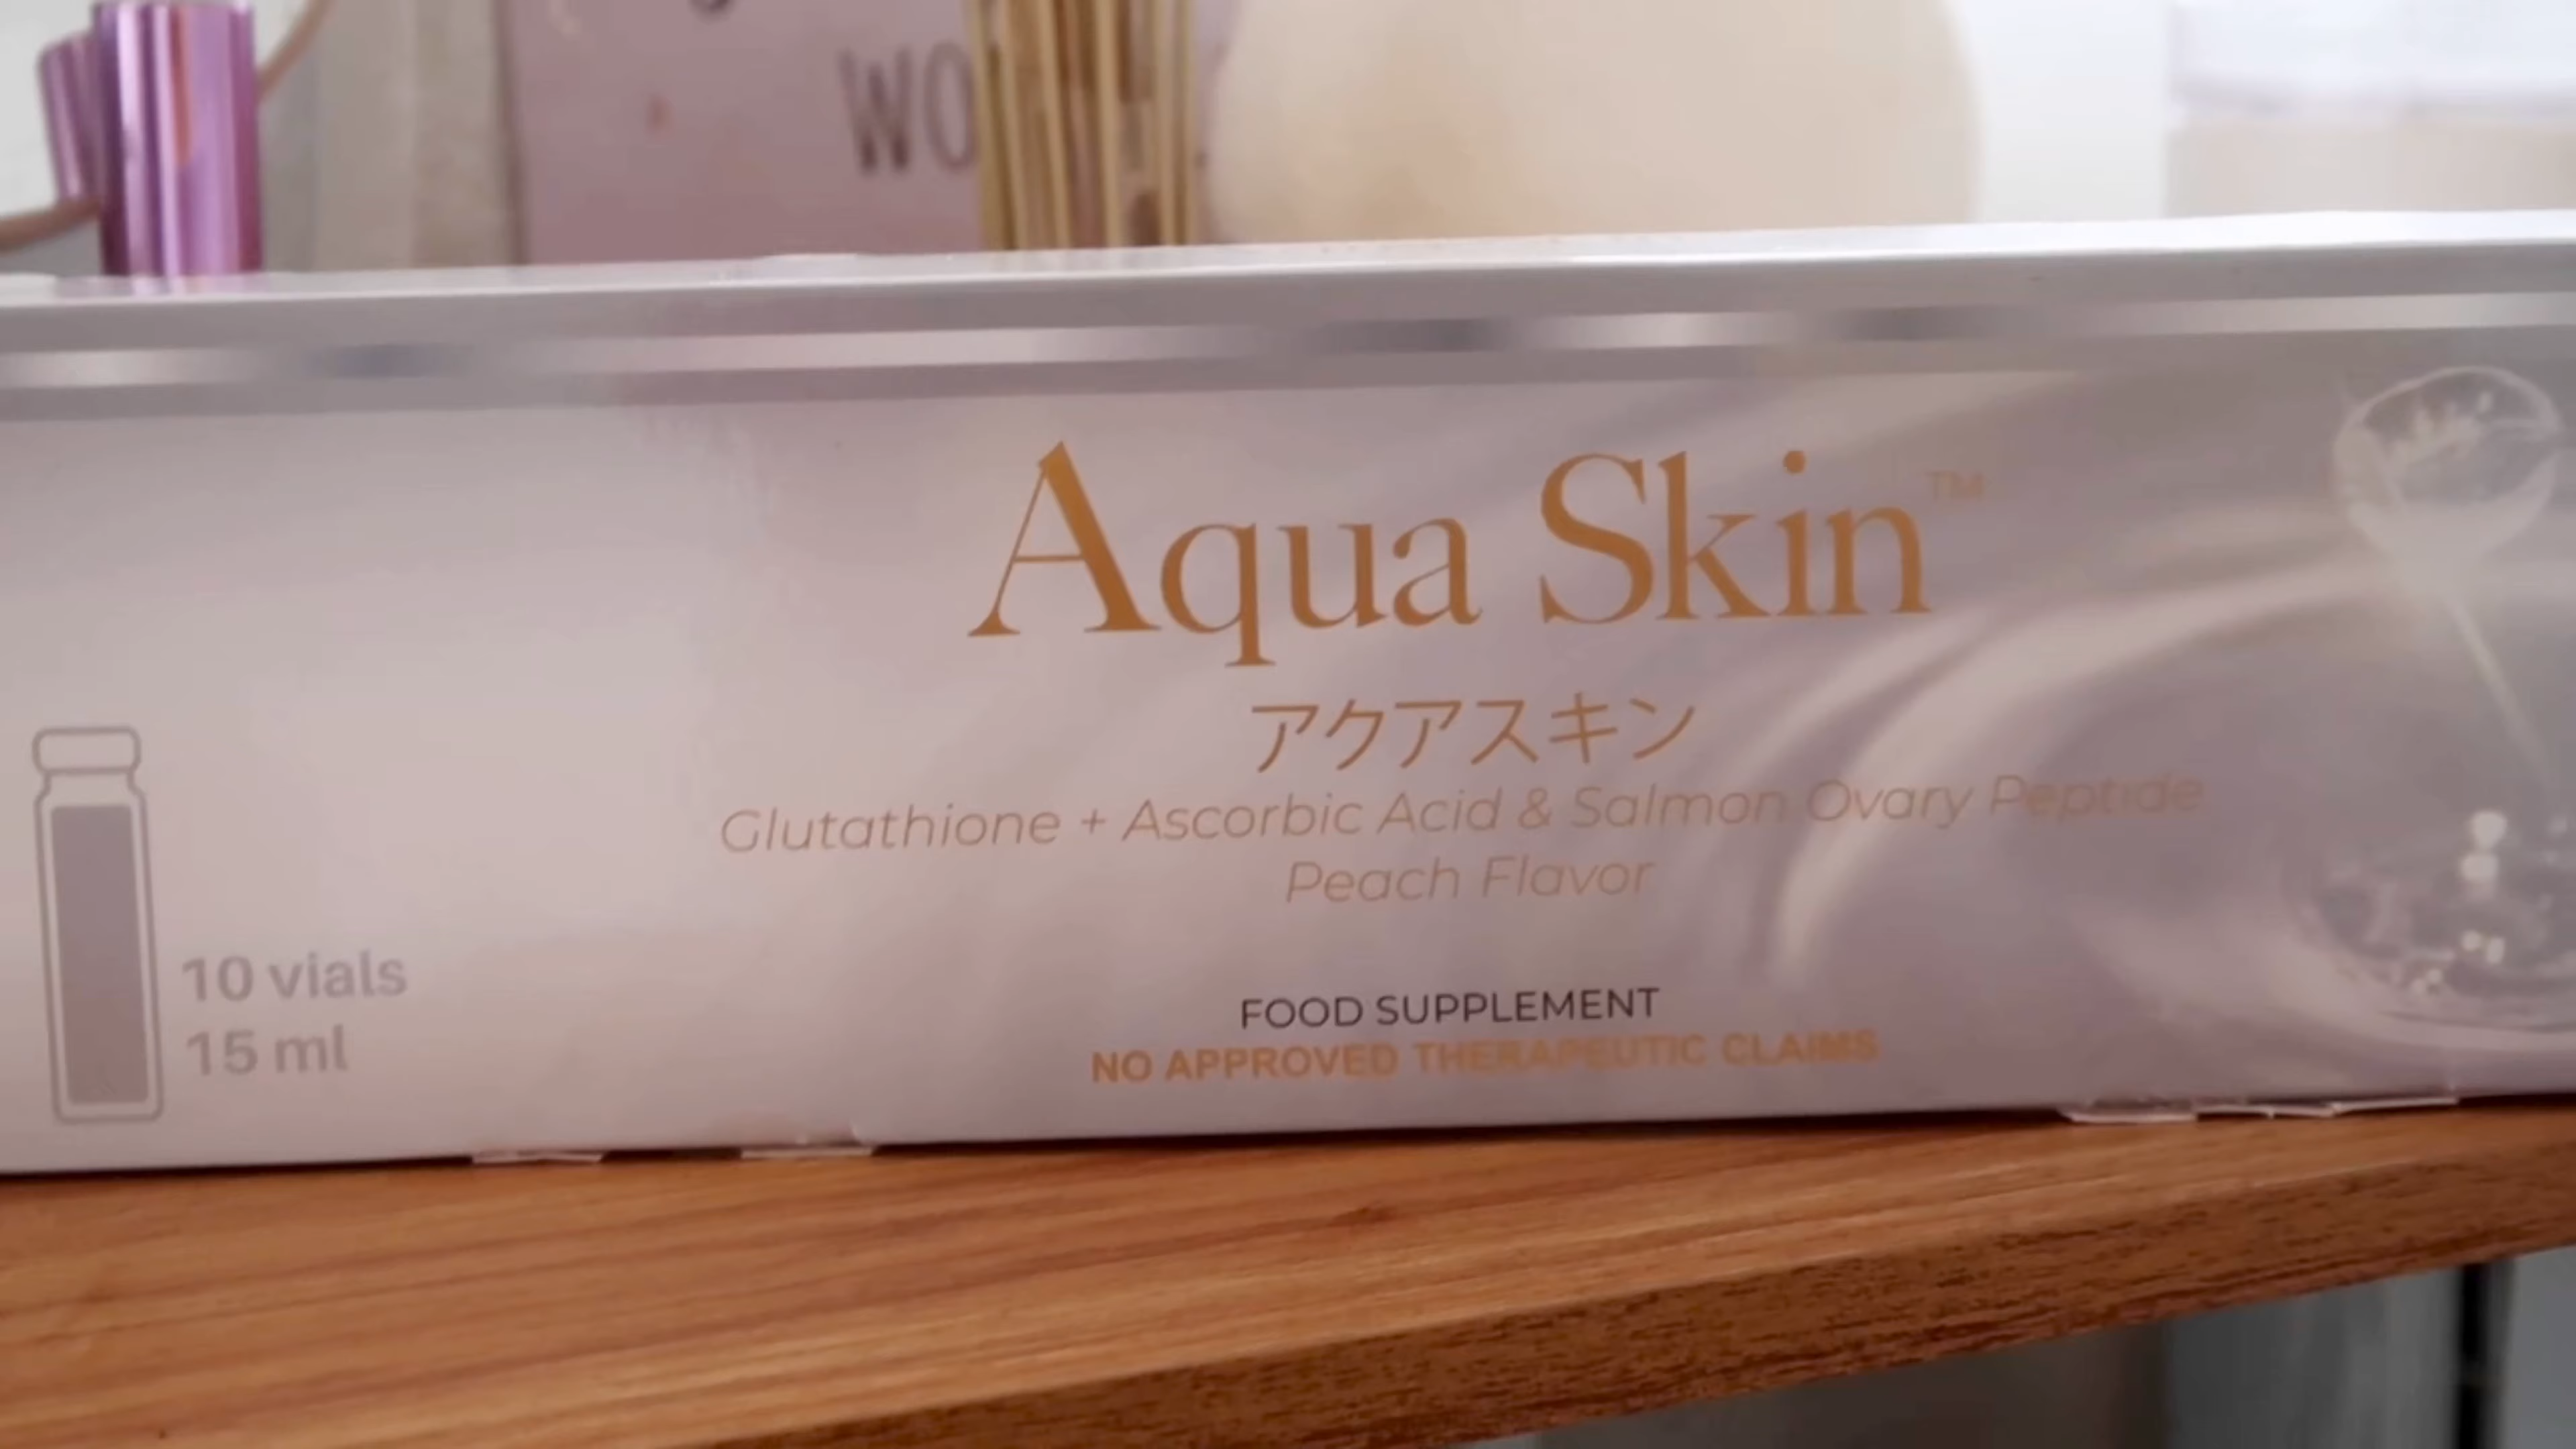 WO
Aqua Skin™
アクアスキン
Glutathione + Ascorbic Acid & Salmon Ovary Peptide
Peach Flavor
10 vials
15 ml
FOOD SUPPLEMENT
NO APPROVED THERAPEUTIC CLAIMS